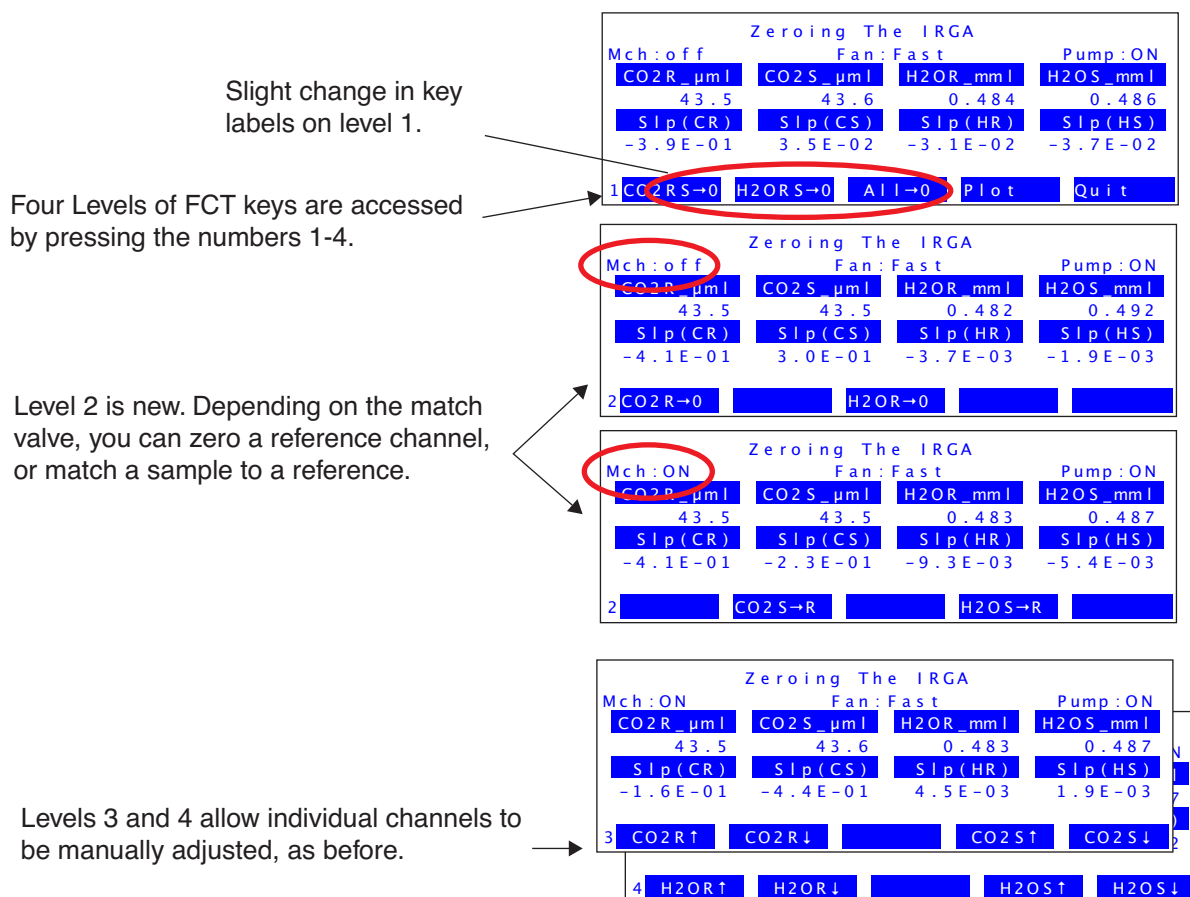 Zeroing The IRGA
Mch:off Fan:Fast Pump:ON
CO2R_µml CO2S_µml H2OR_mml H2OS_mml
43.5 43.6 0.484 0.486
Slp(CR) Slp(CS) Slp(HR) Slp(HS)
-3.9E-01 3.5E-02 -3.1E-02 -3.7E-02
1 CO2RS→0 H2ORS→0 All→0 Plot Quit
Slight change in key
labels on level 1.
Four Levels of FCT keys are accessed
by pressing the numbers 1-4.
Zeroing The IRGA
Mch:off Fan:Fast Pump:ON
CO2R_µml CO2S_µml H2OR_mml H2OS_mml
43.5 43.5 0.482 0.492
Slp(CR) Slp(CS) Slp(HR) Slp(HS)
-4.1E-01 3.0E-01 -3.7E-03 -1.9E-03
2 CO2R→0 H2OR→0
Level 2 is new. Depending on the match
valve, you can zero a reference channel,
or match a sample to a reference.
Zeroing The IRGA
Mch:ON Fan:Fast Pump:ON
CO2R_µml CO2S_µml H2OR_mml H2OS_mml
43.5 43.5 0.483 0.487
Slp(CR) Slp(CS) Slp(HR) Slp(HS)
-4.1E-01 -2.3E-01 -9.3E-03 -5.4E-03
2 CO2S→R H2OS→R
Zeroing The IRGA
Mch:ON Fan:Fast Pump:ON
CO2R_µml CO2S_µml H2OR_mml H2OS_mml
43.5 43.6 0.483 0.487
Slp(CR) Slp(CS) Slp(HR) Slp(HS)
-1.6E-01 -4.4E-01 4.5E-03 1.9E-03
3 CO2R↑ CO2R↓ CO2S↑ CO2S↓
Levels 3 and 4 allow individual channels to
be manually adjusted, as before.
4 H2OR↑ H2OR↓ H2OS↑ H2OS↓